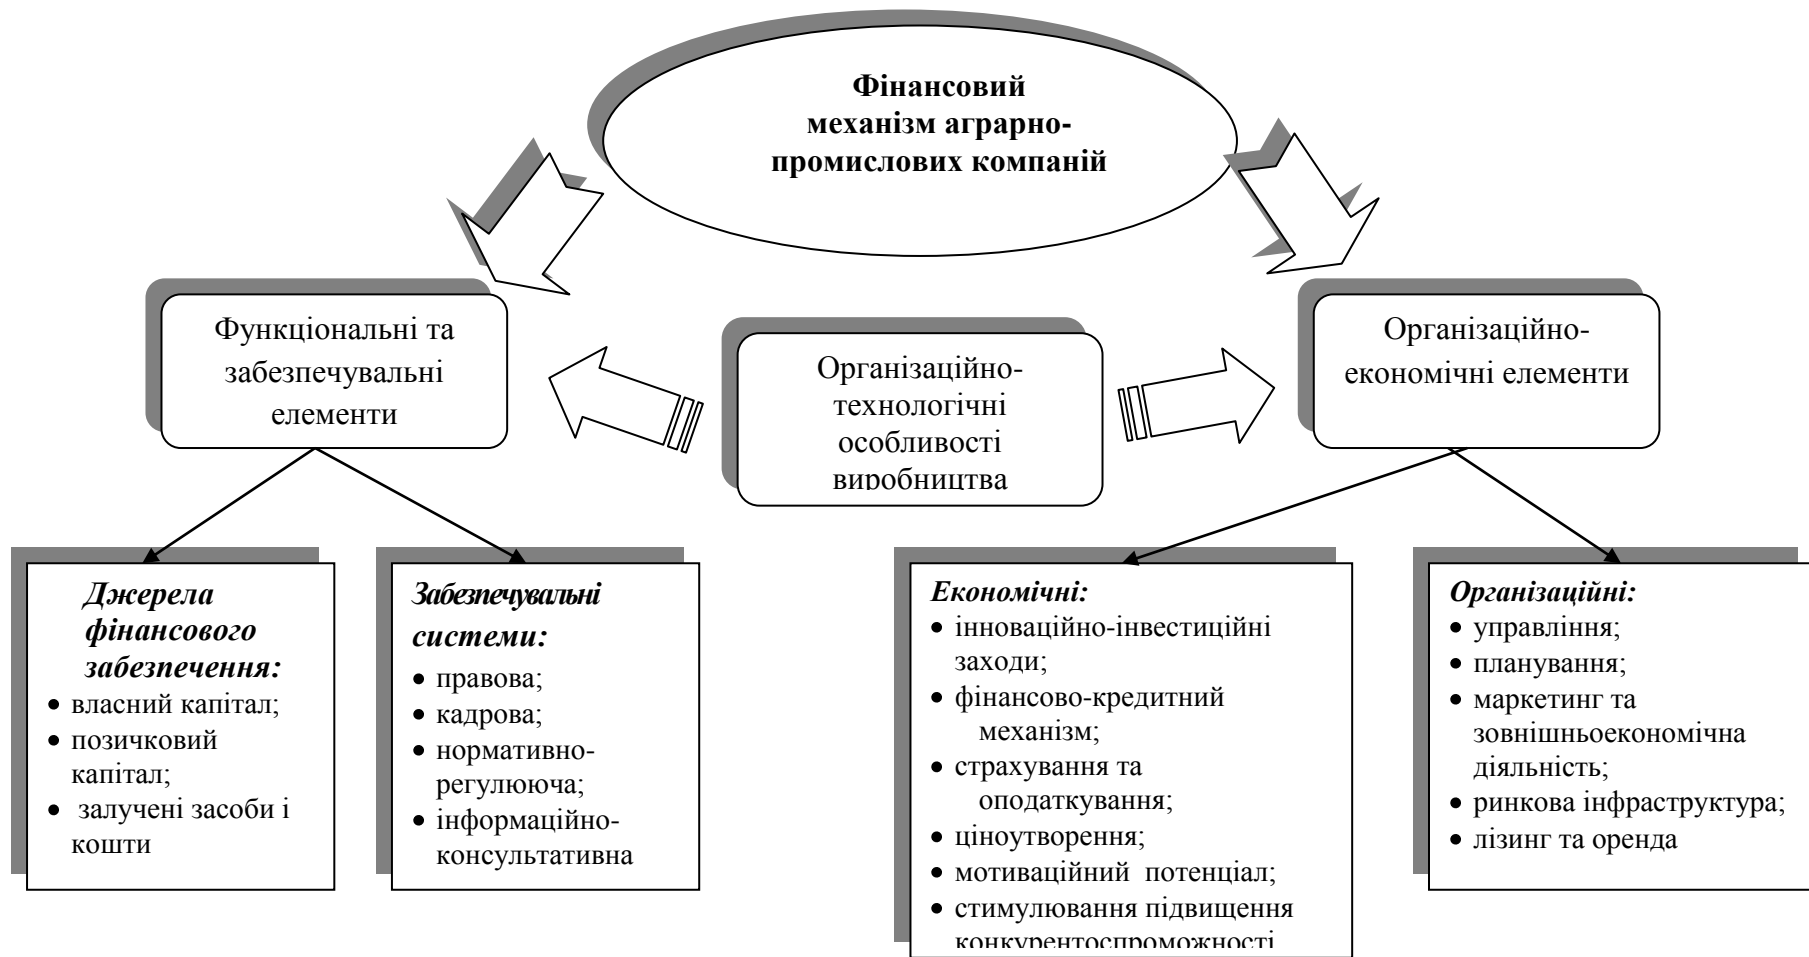 Фінансовий
механізм аграрно-
промислових компаній
Функціональні та
забезпечувальні
елементи
Організаційно-
технологічні
особливості
виробництва
Організаційно-
економічні елементи
Джерела
фінансового
забезпечення:
• власний капітал;
• позичковий
капітал;
• залучені засоби і
кошти
Забезпечувальні
системи:
• правова;
• кадрова;
• нормативно-
регулююча;
• інформаційно-
консультативна
Економічні:
• інноваційно-інвестиційні
заходи;
• фінансово-кредитний
механізм;
• страхування та
оподаткування;
• ціноутворення;
• мотиваційний потенціал;
• стимулювання підвищення
конкурентоспроможності
Організаційні:
• управління;
• планування;
• маркетинг та
зовнішньоекономічна
діяльність;
• ринкова інфраструктура;
• лізинг та оренда